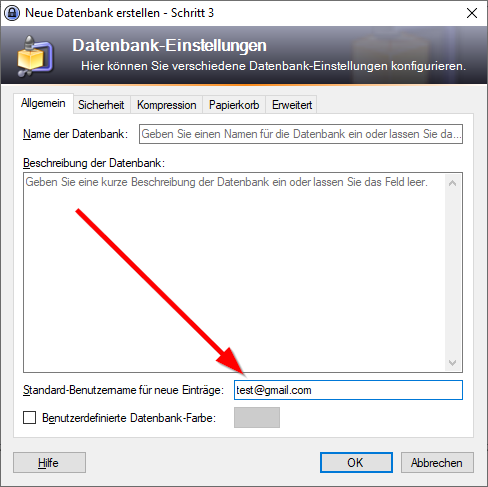 Neue Datenbank erstellen - Schritt 3
Datenbank-Einstellungen
Hier können Sie verschiedene Datenbank-Einstellungen konfigurieren.
Allgemein Sicherheit Kompression Papierkorb Erweitert
Name der Datenbank: Geben Sie einen Namen für die Datenbank ein oder lassen Sie da...
Beschreibung der Datenbank:
Geben Sie eine kurze Beschreibung der Datenbank ein oder lassen Sie das Feld leer.
Standard-Benutzername für neue Einträge: test@gmail.com
Benutzerdefinierte Datenbank-Farbe:
Hilfe OK Abbrechen